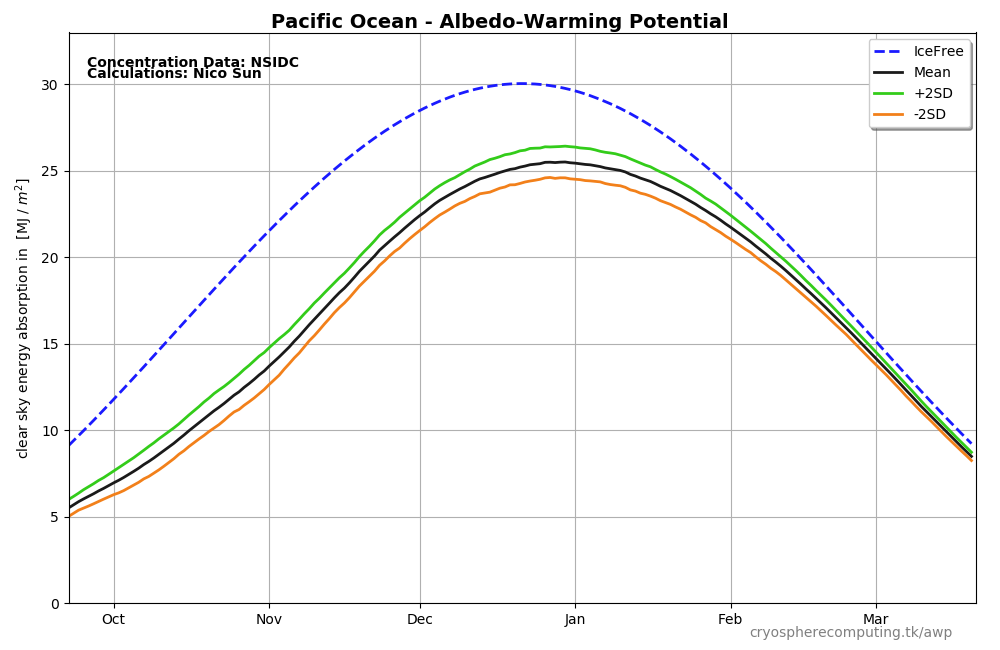 Pacific Ocean - Albedo-Warming Potential
Concentration Data: NSIDC
Calculations: Nico Sun
IceFree
Mean
+2SD
-2SD
clear sky energy absorption in [MJ / m²]
30
25
20
15
10
5
0
Oct Nov Dec Jan Feb Mar
cryospherecomputing.tk/awp